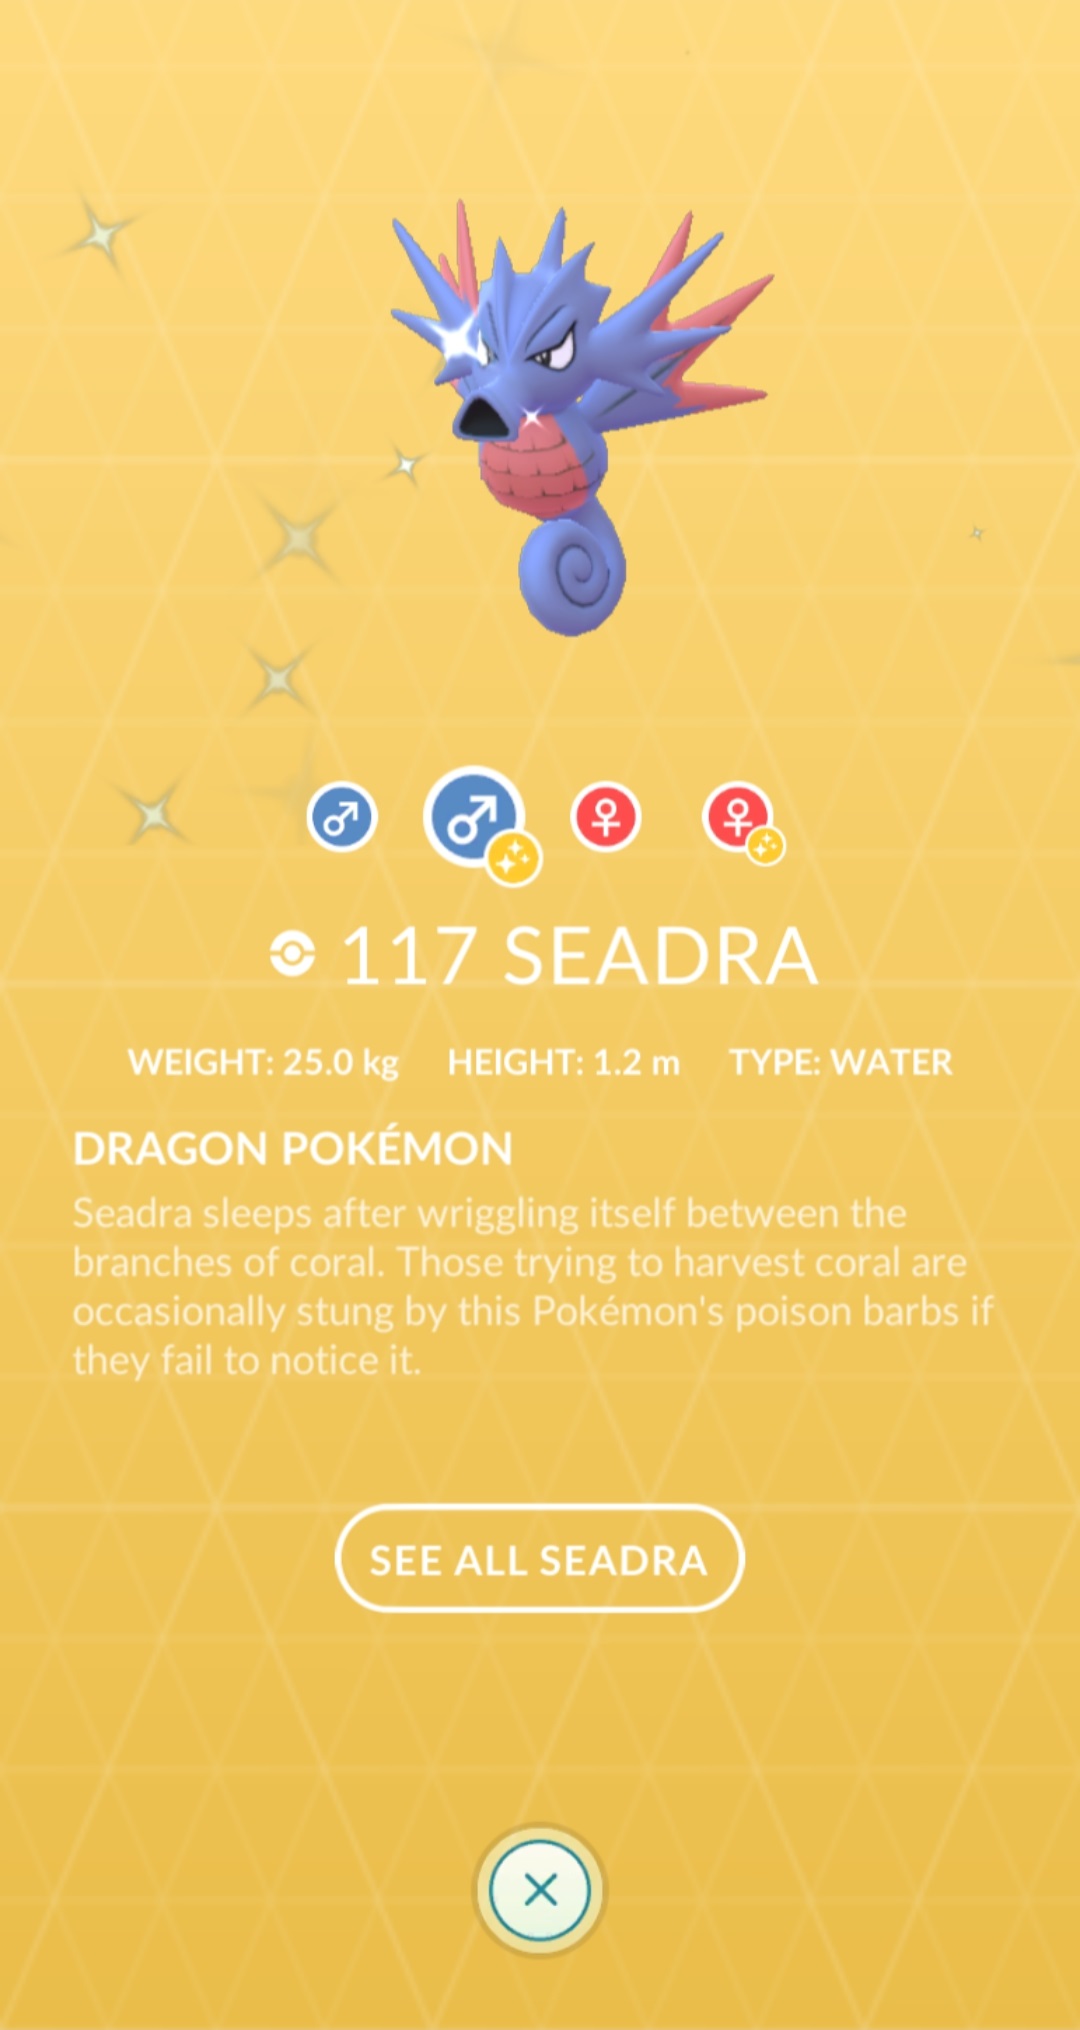 117 SEADRA
WEIGHT: 25.0 kg HEIGHT: 1.2 m TYPE: WATER
DRAGON POKÉMON
Seadra sleeps after wriggling itself between the
branches of coral. Those trying to harvest coral are
occasionally stung by this Pokémon's poison barbs if
they fail to notice it.
SEE ALL SEADRA